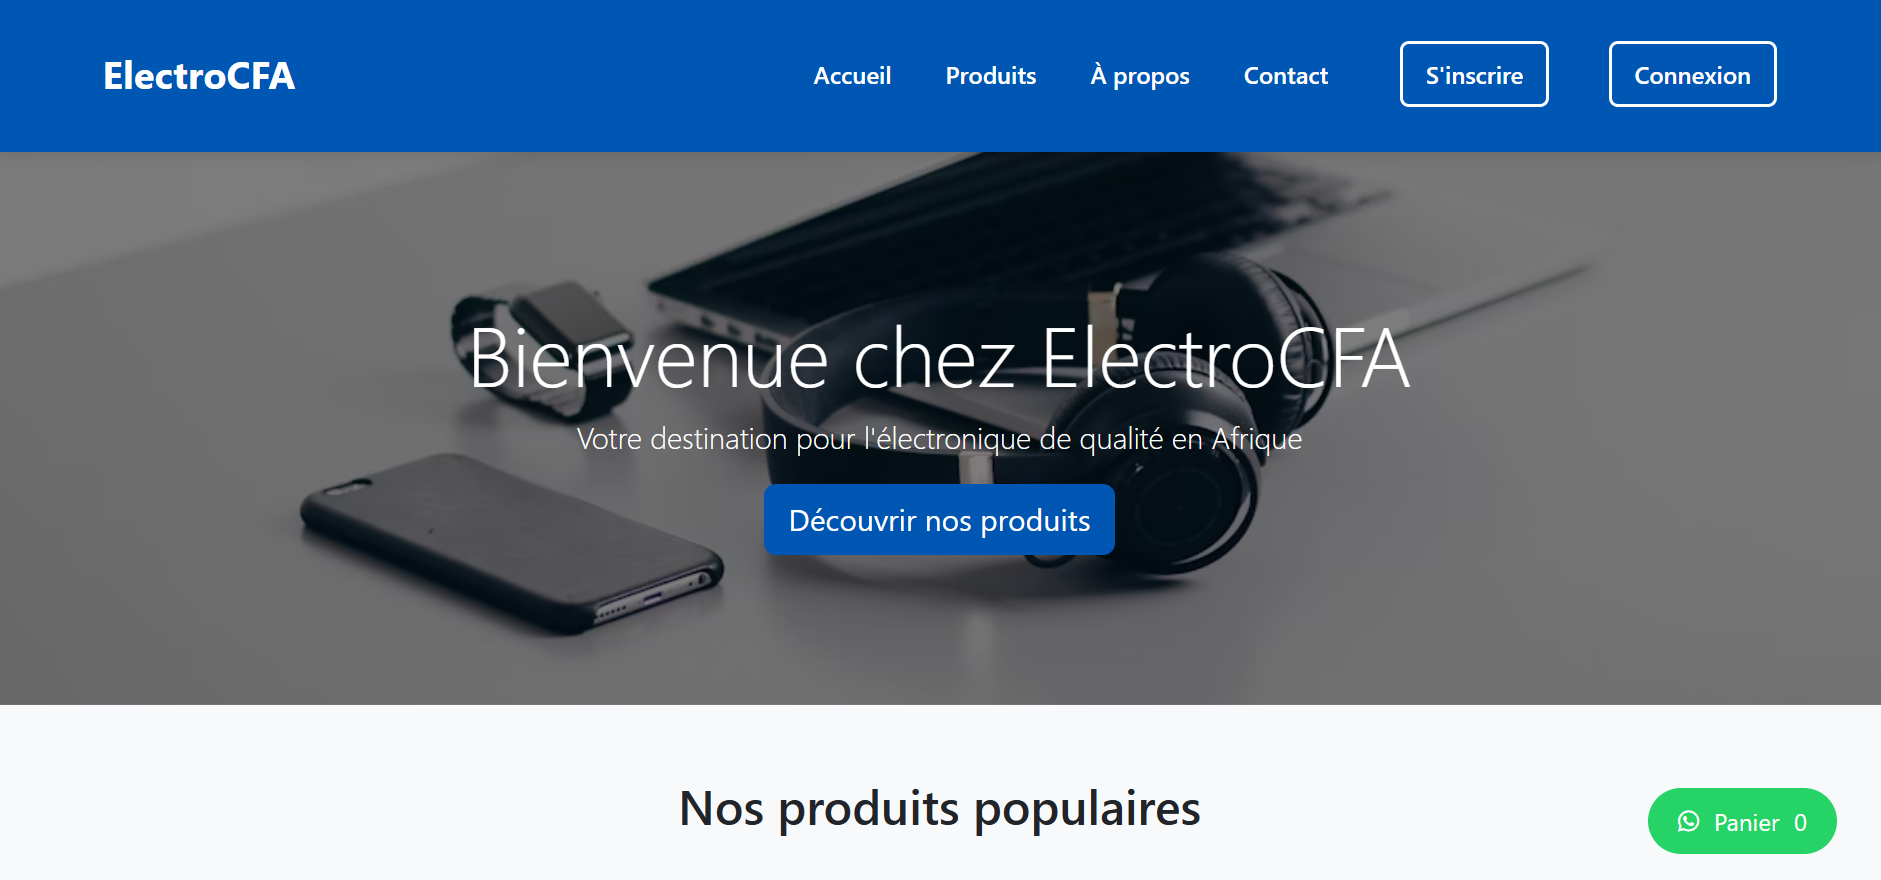 ElectroCFA
Accueil Produits À propos Contact S'inscrire Connexion
Bienvenue chez ElectroCFA
Votre destination pour l'électronique de qualité en Afrique
Découvrir nos produits
Nos produits populaires
Panier 0